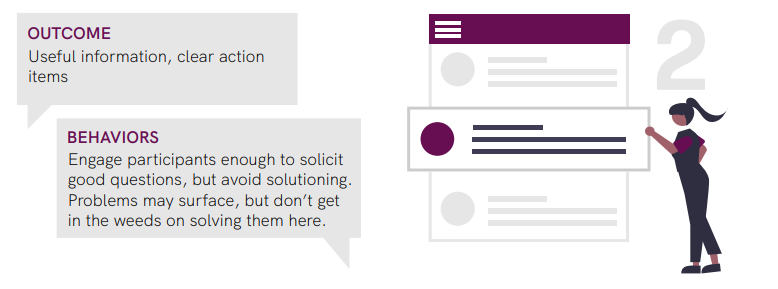 OUTCOME
Useful information, clear action
items
BEHAVIORS
Engage participants enough to solicit
good questions, but avoid solutioning.
Problems may surface, but don't get
in the weeds on solving them here.
2